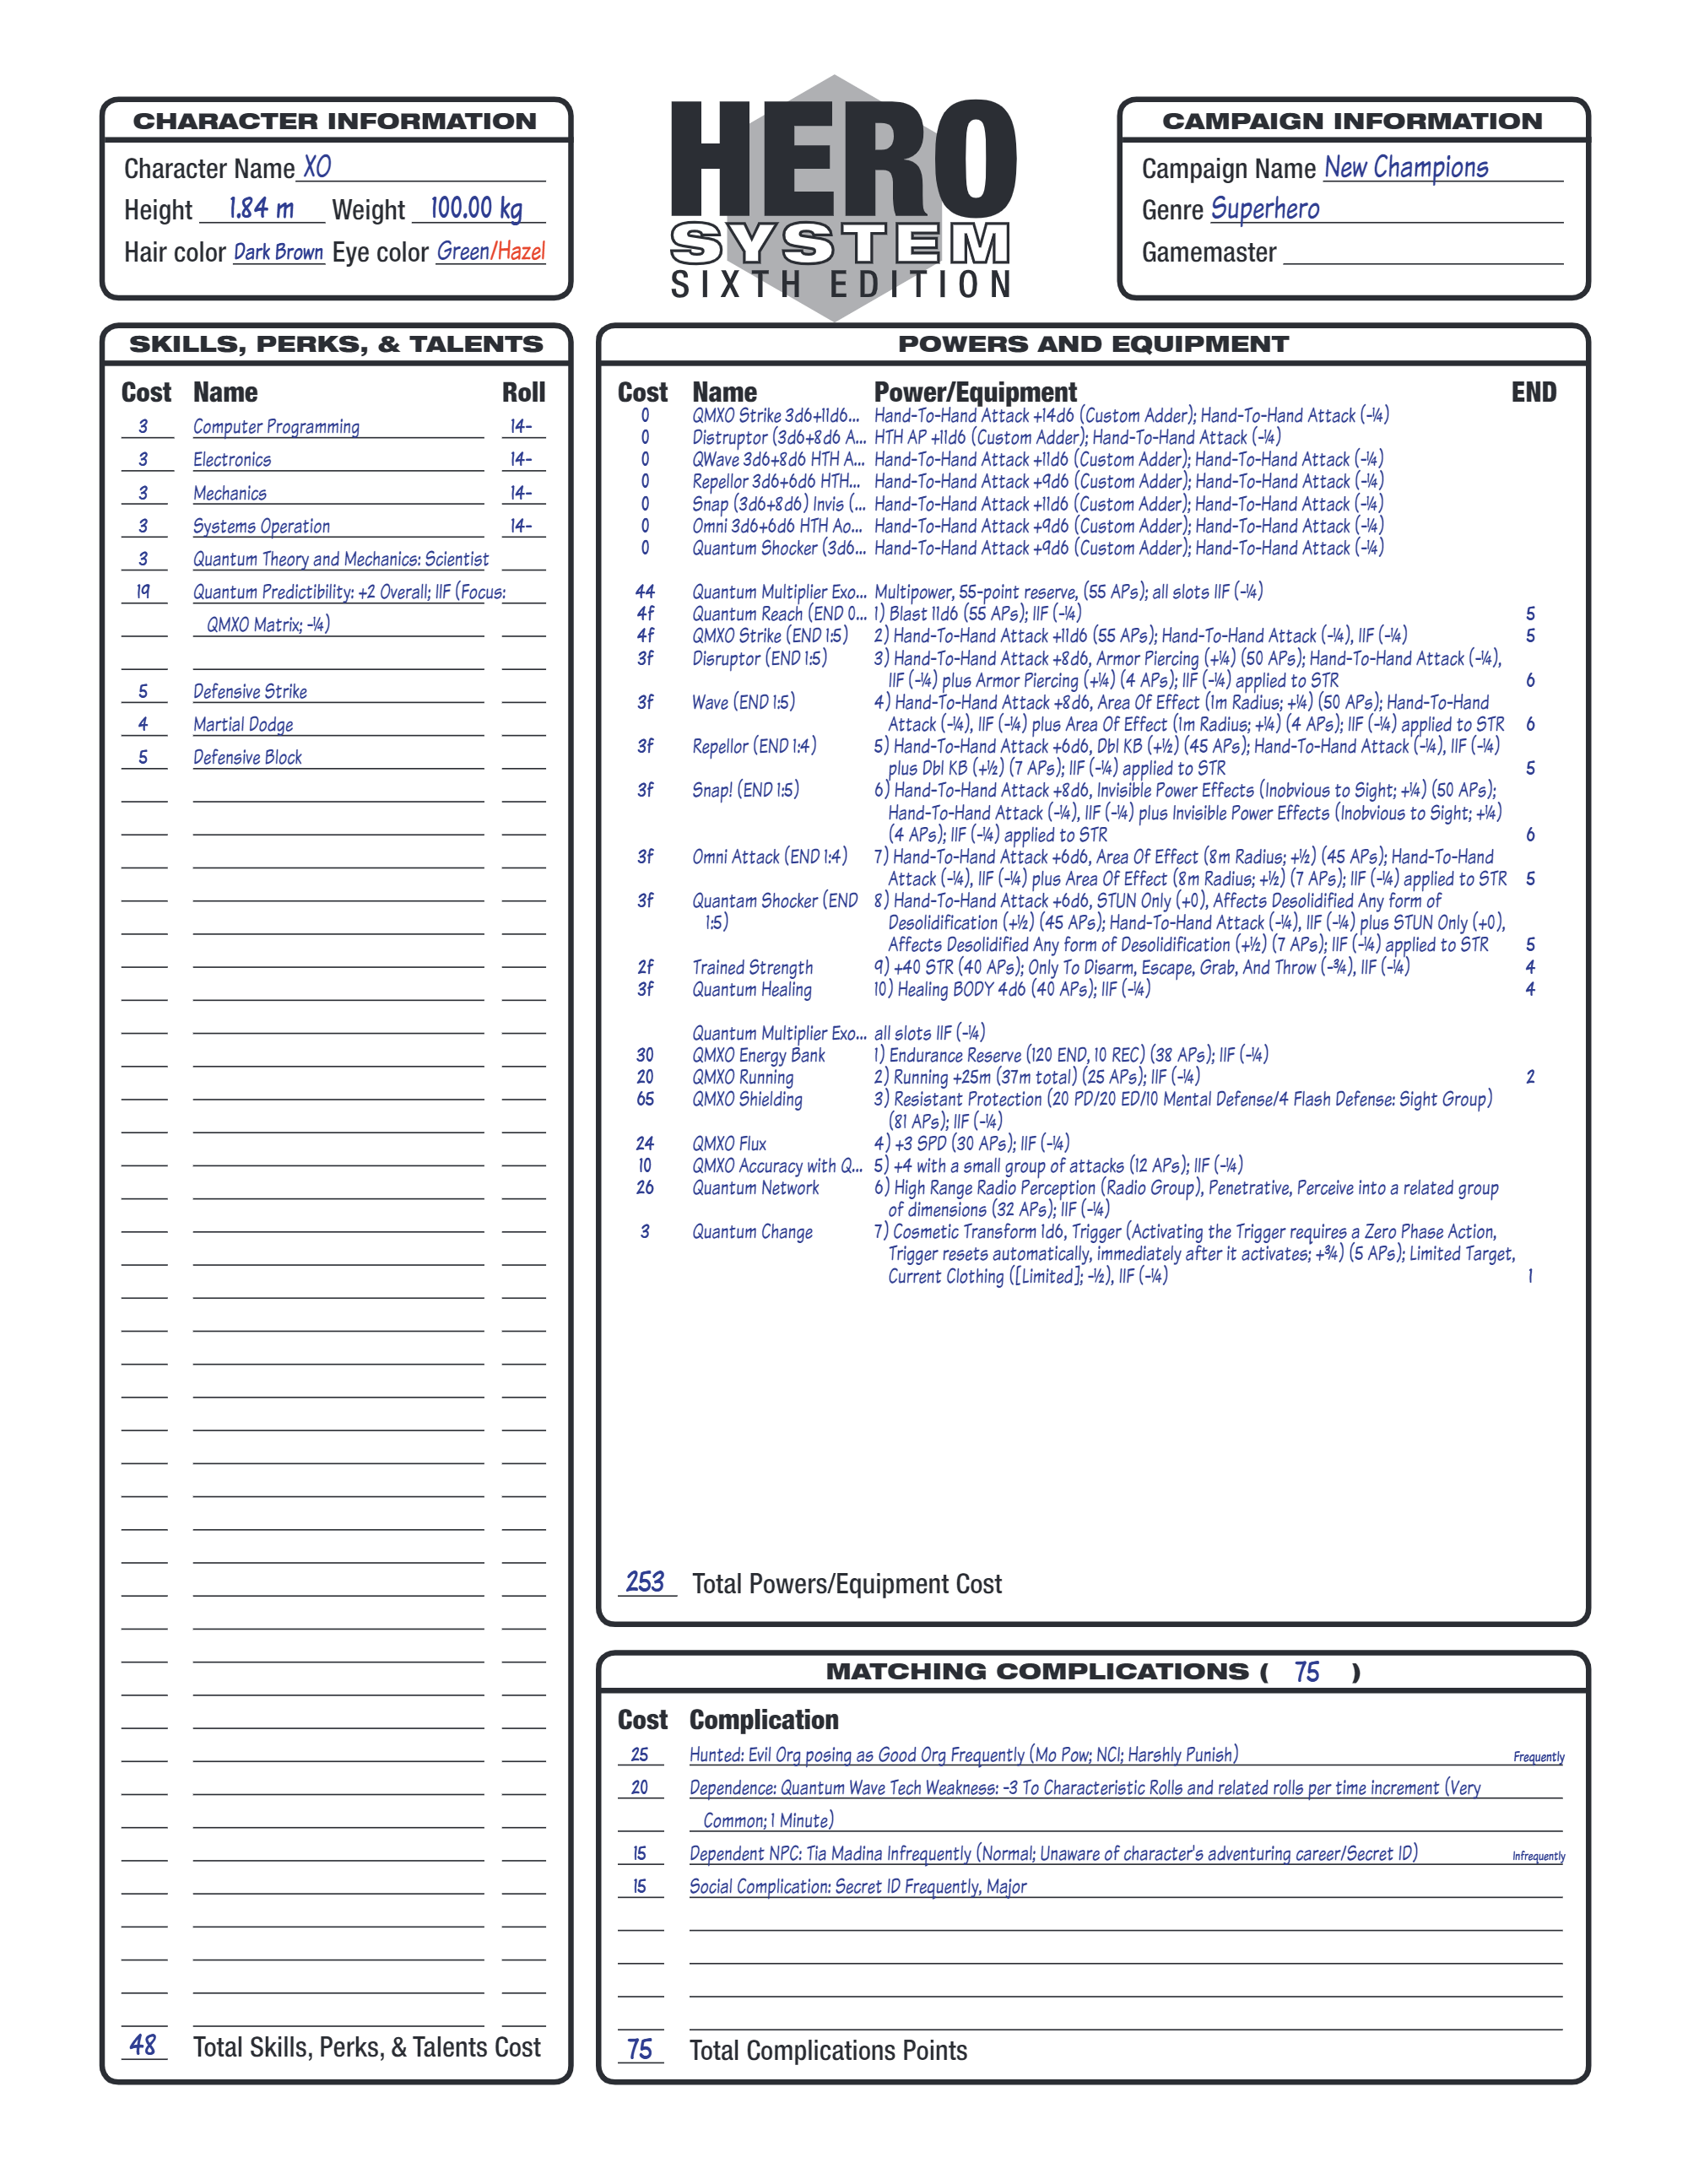 CHARACTER INFORMATION
Character Name XO
Height 1.84 m Weight 100.00 kg
Hair color Dark Brown Eye color Green/Hazel
HERO
SYSTEM
SIXTH EDITION
CAMPAIGN INFORMATION
Campaign Name New Champions
Genre Superhero
Gamemaster
SKILLS, PERKS, & TALENTS
Cost Name Roll
3 Computer Programming 14-
3 Electronics 14-
3 Mechanics 14-
3 Systems Operation 14-
3 Quantum Theory and Mechanics: Scientist
19 Quantum Predictibility: +2 Overall; IIF (Focus:
QMXO Matrix; -¼)
5 Defensive Strike
4 Martial Dodge
5 Defensive Block
48 Total Skills, Perks, & Talents Cost
POWERS AND EQUIPMENT
Cost Name Power/Equipment END
0 QMXO Strike 3d6+11d6... Hand-To-Hand Attack +14d6 (Custom Adder); Hand-To-Hand Attack (-¼)
0 Distruptor (3d6+8d6 A... HTH AP +11d6 (Custom Adder); Hand-To-Hand Attack (-¼)
0 QWave 3d6+8d6 HTH A... Hand-To-Hand Attack +11d6 (Custom Adder); Hand-To-Hand Attack (-¼)
0 Repellor 3d6+6d6 HTH... Hand-To-Hand Attack +9d6 (Custom Adder); Hand-To-Hand Attack (-¼)
0 Snap (3d6+8d6) Invis (... Hand-To-Hand Attack +11d6 (Custom Adder); Hand-To-Hand Attack (-¼)
0 Omni 3d6+6d6 HTH Ao... Hand-To-Hand Attack +9d6 (Custom Adder); Hand-To-Hand Attack (-¼)
0 Quantum Shocker (3d6... Hand-To-Hand Attack +9d6 (Custom Adder); Hand-To-Hand Attack (-¼)
44 Quantum Multiplier Exo... Multipower, 55-point reserve, (55 APs); all slots IIF (-¼)
4f Quantum Reach (END 0... 1) Blast 11d6 (55 APs); IIF (-¼) 5
4f QMXO Strike (END 1:5) 2) Hand-To-Hand Attack +11d6 (55 APs); Hand-To-Hand Attack (-¼), IIF (-¼) 5
3f Disruptor (END 1:5) 3) Hand-To-Hand Attack +8d6, Armor Piercing (+¼) (50 APs); Hand-To-Hand Attack (-¼),
IIF (-¼) plus Armor Piercing (+¼) (4 APs); IIF (-¼) applied to STR 6
3f Wave (END 1:5) 4) Hand-To-Hand Attack +8d6, Area Of Effect (1m Radius; +¼) (50 APs); Hand-To-Hand
Attack (-¼), IIF (-¼) plus Area Of Effect (1m Radius; +¼) (4 APs); IIF (-¼) applied to STR 6
3f Repellor (END 1:4) 5) Hand-To-Hand Attack +6d6, Dbl KB (+½) (45 APs); Hand-To-Hand Attack (-¼), IIF (-¼)
plus Dbl KB (+½) (7 APs); IIF (-¼) applied to STR 5
3f Snap! (END 1:5) 6) Hand-To-Hand Attack +8d6, Invisible Power Effects (Inobvious to Sight; +¼) (50 APs);
Hand-To-Hand Attack (-¼), IIF (-¼) plus Invisible Power Effects (Inobvious to Sight; +¼)
(4 APs); IIF (-¼) applied to STR 6
3f Omni Attack (END 1:4) 7) Hand-To-Hand Attack +6d6, Area Of Effect (8m Radius; +½) (45 APs); Hand-To-Hand
Attack (-¼), IIF (-¼) plus Area Of Effect (8m Radius; +½) (7 APs); IIF (-¼) applied to STR 5
3f Quantam Shocker (END 8) Hand-To-Hand Attack +6d6, STUN Only (+0), Affects Desolidified Any form of
1:5) Desolidification (+½) (45 APs); Hand-To-Hand Attack (-¼), IIF (-¼) plus STUN Only (+0),
Affects Desolidified Any form of Desolidification (+½) (7 APs); IIF (-¼) applied to STR 5
2f Trained Strength 9) +40 STR (40 APs); Only To Disarm, Escape, Grab, And Throw (-¾), IIF (-¼) 4
3f Quantum Healing 10) Healing BODY 4d6 (40 APs); IIF (-¼) 4
Quantum Multiplier Exo... all slots IIF (-¼)
30 QMXO Energy Bank 1) Endurance Reserve (120 END, 10 REC) (38 APs); IIF (-¼)
20 QMXO Running 2) Running +25m (37m total) (25 APs); IIF (-¼) 2
65 QMXO Shielding 3) Resistant Protection (20 PD/20 ED/10 Mental Defense/4 Flash Defense: Sight Group)
(81 APs); IIF (-¼)
24 QMXO Flux 4) +3 SPD (30 APs); IIF (-¼)
10 QMXO Accuracy with Q... 5) +4 with a small group of attacks (12 APs); IIF (-¼)
26 Quantum Network 6) High Range Radio Perception (Radio Group), Penetrative, Perceive into a related group
of dimensions (32 APs); IIF (-¼)
3 Quantum Change 7) Cosmetic Transform 1d6, Trigger (Activating the Trigger requires a Zero Phase Action,
Trigger resets automatically, immediately after it activates; +¾) (5 APs); Limited Target,
Current Clothing ([Limited]; -½), IIF (-¼) 1
253 Total Powers/Equipment Cost
MATCHING COMPLICATIONS ( 75 )
Cost Complication
25 Hunted: Evil Org posing as Good Org Frequently (Mo Pow; NCI; Harshly Punish) Frequently
20 Dependence: Quantum Wave Tech Weakness: -3 To Characteristic Rolls and related rolls per time increment (Very
Common; 1 Minute)
15 Dependent NPC: Tia Madina Infrequently (Normal; Unaware of character's adventuring career/Secret ID) Infrequently
15 Social Complication: Secret ID Frequently, Major
75 Total Complications Points